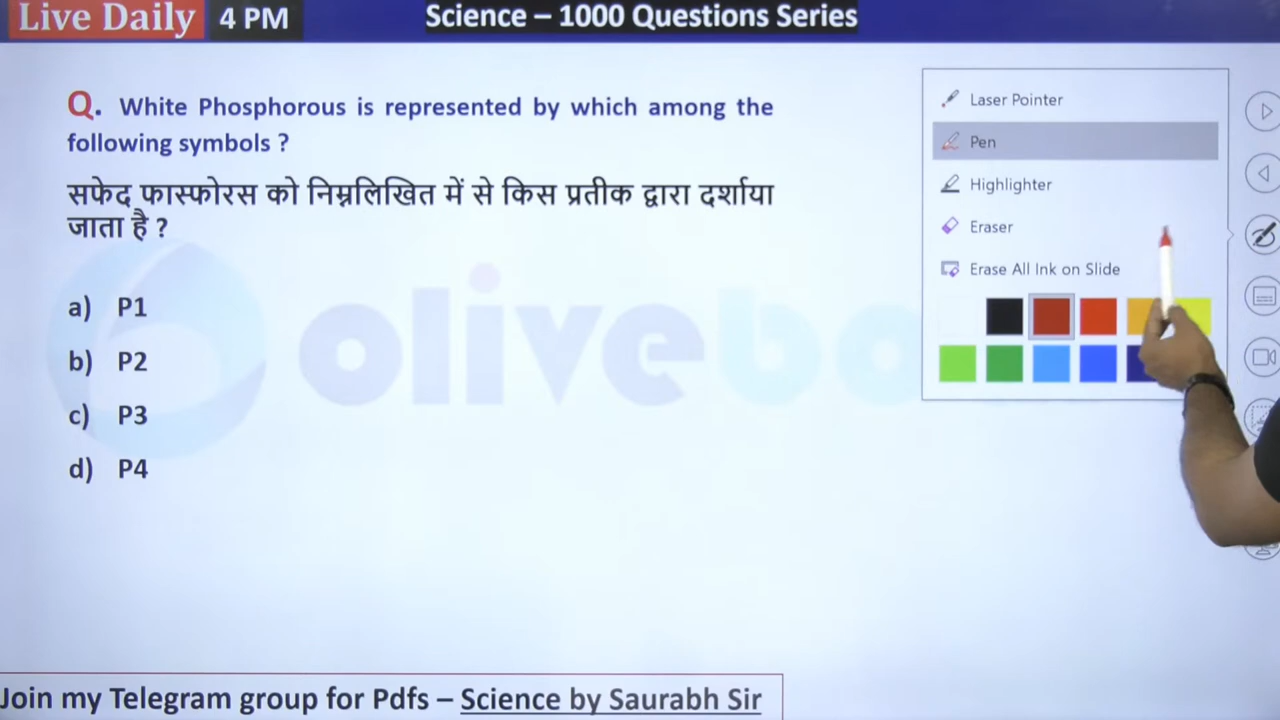 Live Daily 4 PM Science – 1000 Questions Series
Q. White Phosphorous is represented by which among the
following symbols ?
सफेद फास्फोरस को निम्नलिखित में से किस प्रतीक द्वारा दर्शाया
जाता है ?
a) P1
b) P2
c) P3
d) P4
Laser Pointer
Pen
Highlighter
Eraser
Erase All Ink on Slide
olivebo
Join my Telegram group for Pdfs – Science by Saurabh Sir